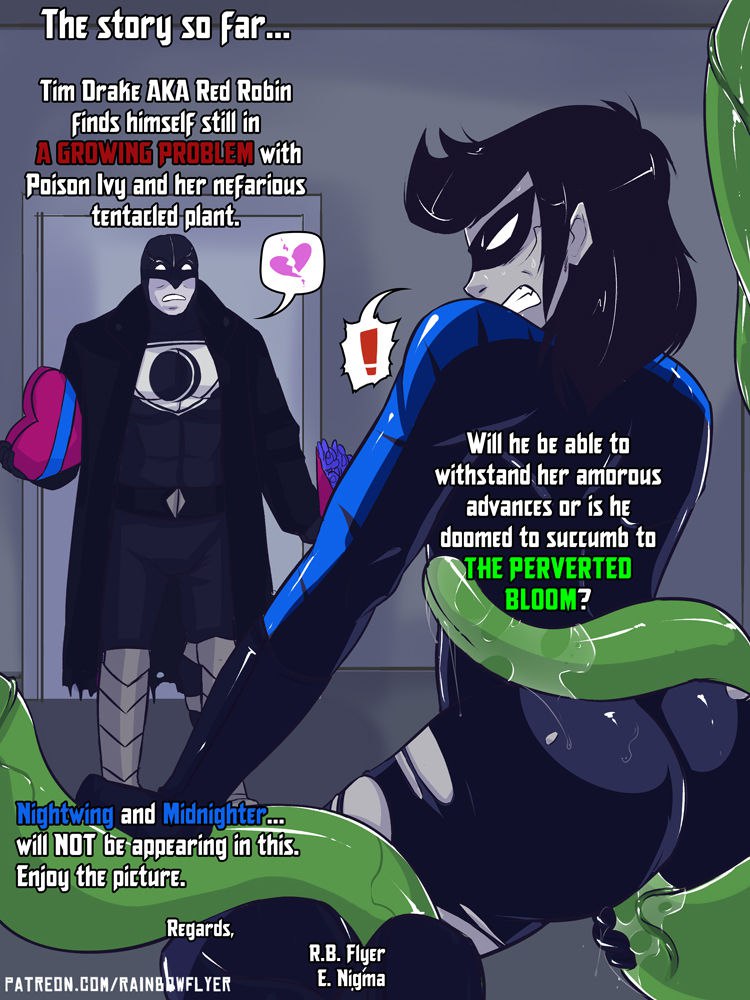 The story so far...
Tim Drake AKA Red Robin
finds himself still in
A GROWING PROBLEM with
Poison Ivy and her nefarious
tentacled plant.
!
Will he be able to
withstand her amorous
advances or is he
doomed to succumb to
THE PERVERTED
BLOOM?
Nightwing and Midnighter...
will NOT be appearing in this.
Enjoy the picture.
Regards,
R.B. Flyer
E. Nigma
PATREON.COM/RAINBOWFLYER